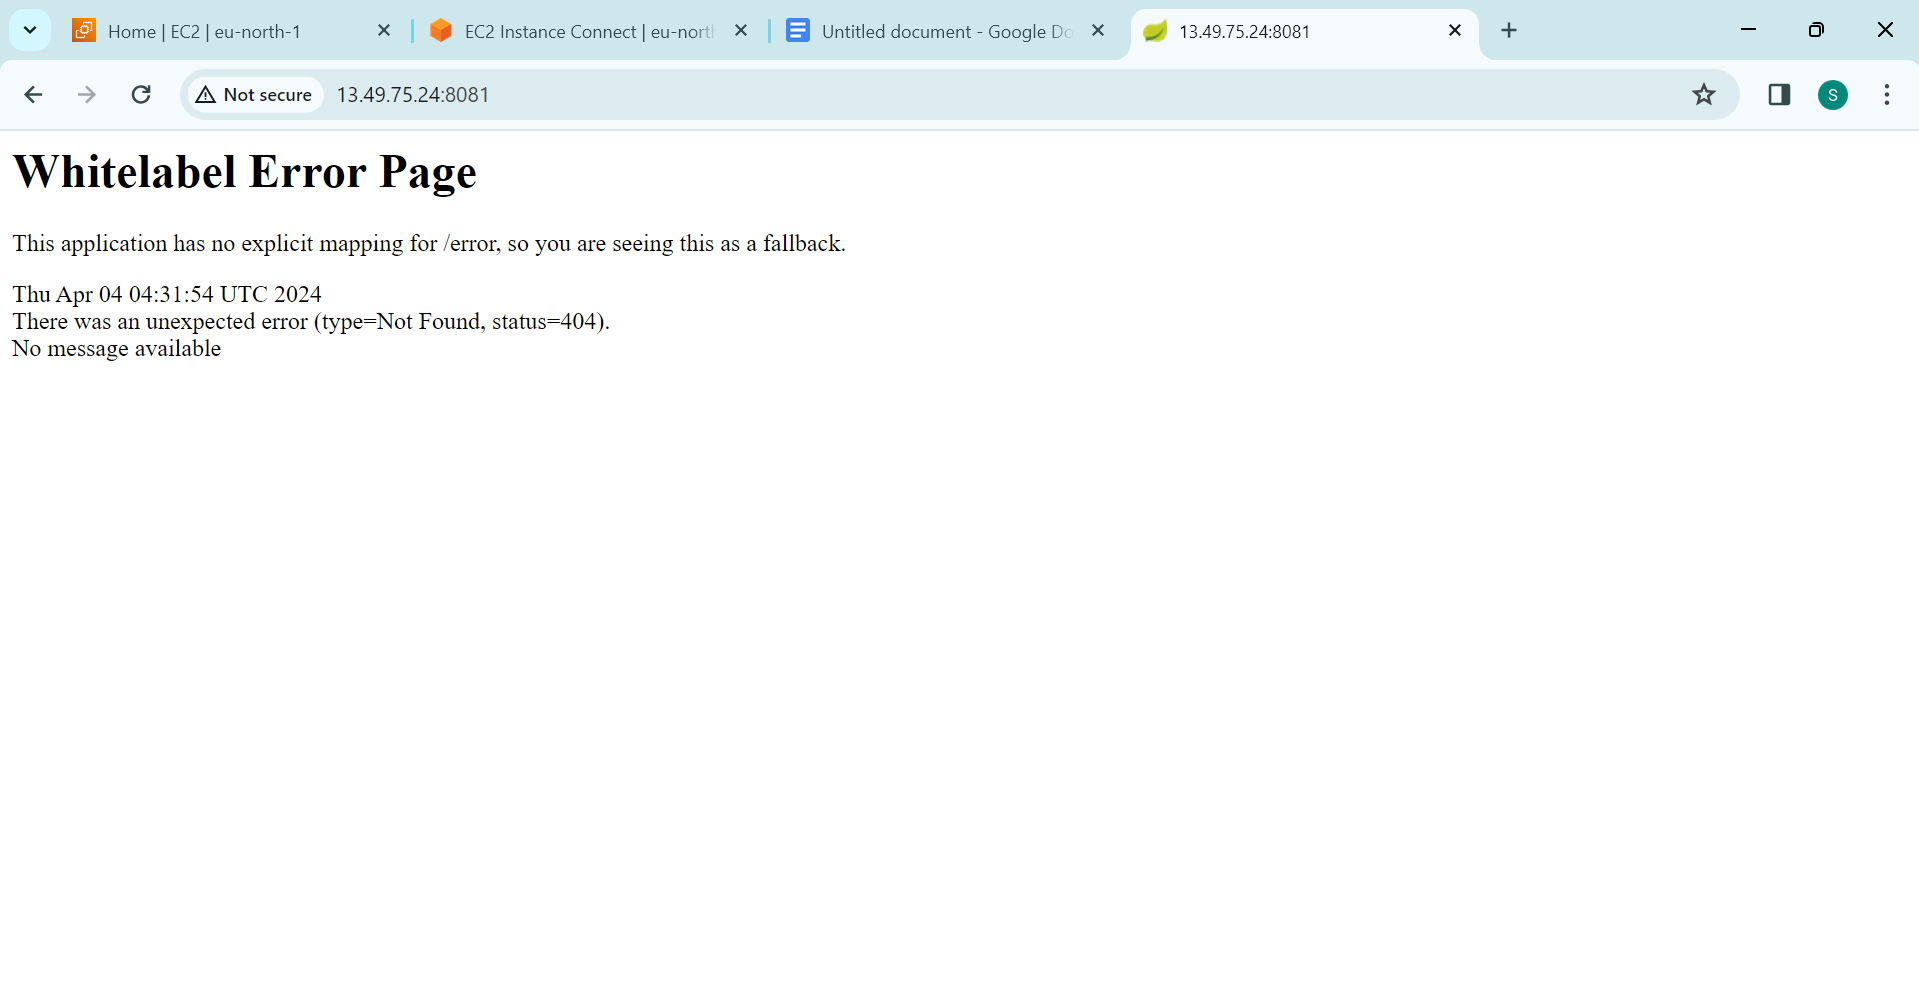 Home | EC2 | eu-north-1
EC2 Instance Connect | eu-nort
Untitled document - Google Do
13.49.75.24:8081
Not secure
13.49.75.24:8081
S
Whitelabel Error Page
This application has no explicit mapping for /error, so you are seeing this as a fallback.
Thu Apr 04 04:31:54 UTC 2024
There was an unexpected error (type=Not Found, status=404).
No message available